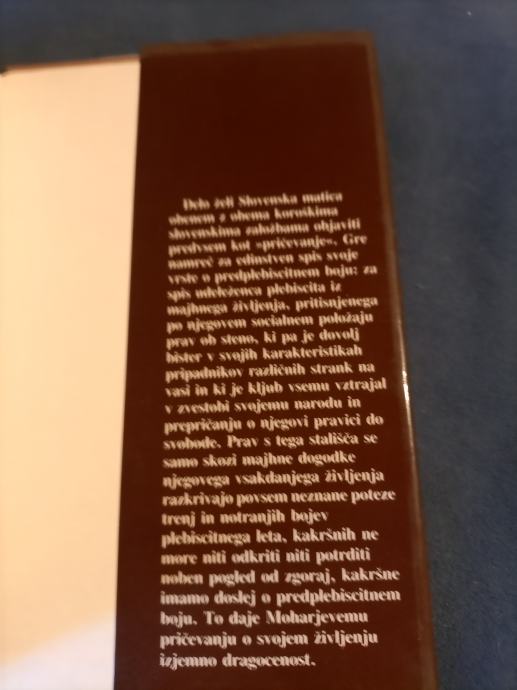 Delo želi Slovenska matica
obenem z obema koroškima
slovenskima založbama objaviti
predvsem kot »pričevanje«. Gre
namreč za edinstven spis svoje
vrste o predplebiscitnem boju: za
spis udeleženca plebiscita iz
majhnega življenja, pritisnjenega
po njegovem socialnem položaju
prav ob steno, ki pa je dovolj
bister v svojih karakteristikah
pripadnikov različnih strank na
vasi in ki je kljub vsemu vztrajal
v zvestobi svojemu narodu in
prepričanju o njegovi pravici do
svobode. Prav s tega stališča se
samo skozi majhne dogodke
njegovega vsakdanjega življenja
razkrivajo povsem neznane poteze
trenj in notranjih bojev
plebiscitnega leta, kakršnih ne
more niti odkriti niti potrditi
noben pogled od zgoraj, kakršne
imamo doslej o predplebiscitnem
boju. To daje Moharjevemu
pričevanju o svojem življenju
izjemno dragocenost.